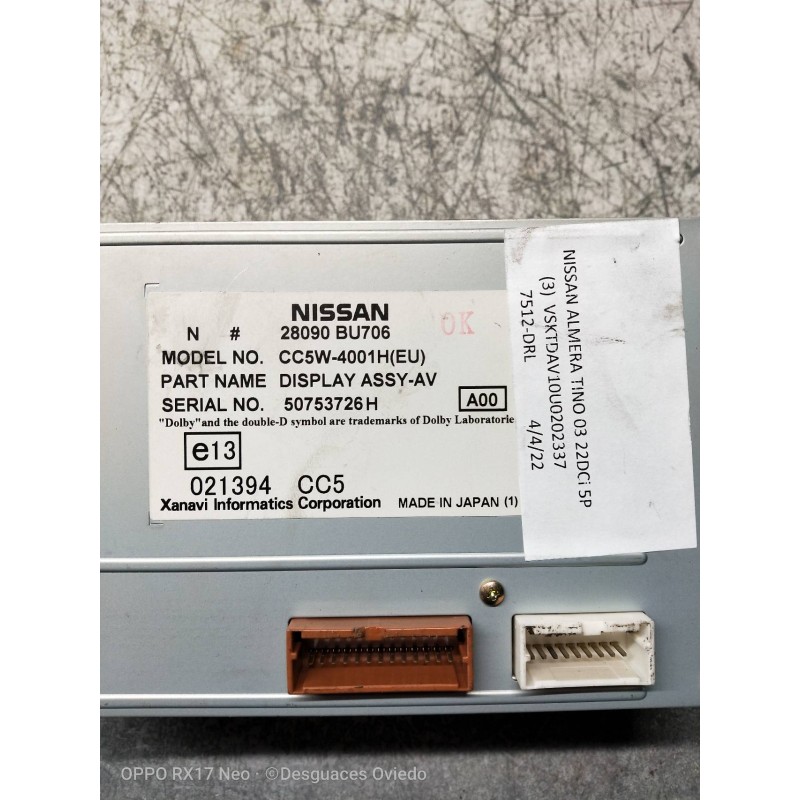 NISSAN
N # 28090 BU706
OK
MODEL NO. CC5W-4001H(EU)
PART NAME DISPLAY ASSY-AV
SERIAL NO. 50753726H
A00
"Dolby"and the double-D symbol are trademarks of Dolby Laboratorie
e13
021394 CC5
Xanavi Informatics Corporation MADE IN JAPAN (1)
NISSAN ALMERA T!NO 03 22DCi 5P
(3) VSKTDAV10U0202337
7512-DRL 4/4/22
OPPO RX17 Neo · ©Desguaces Oviedo